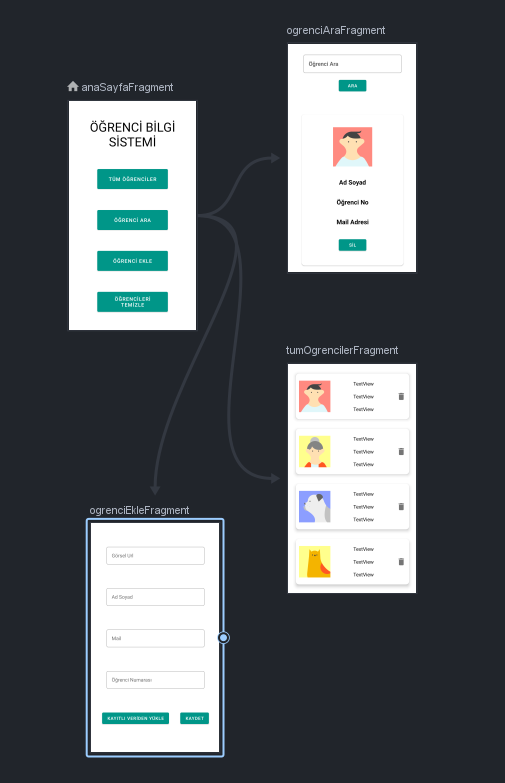 ogrenciAraFragment
Öğrenci Ara
ARA
Ad Soyad
Öğrenci No
Mail Adresi
SİL
anaSayfaFragment
ÖĞRENCİ BİLGİ
SİSTEMİ
TÜM ÖĞRENCİLER
ÖĞRENCİ ARA
ÖĞRENCİ EKLE
ÖĞRENCİLERİ
TEMİZLE
tumOgrencilerFragment
TextView
TextView
TextView
TextView
TextView
TextView
TextView
TextView
TextView
TextView
TextView
TextView
ogrenciEkleFragment
Görsel Url
Ad Soyad
Mail
Öğrenci Numarası
KAYITLI VERİDEN YÜKLE
KAYDET